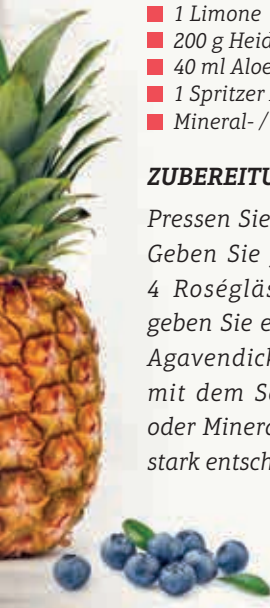 1 Limone
200 g Heid
40 ml Aloe
1 Spritzer
Mineral- /
ZUBEREITU
Pressen Sie
Geben Sie
4 Roségläs
geben Sie e
Agavendick
mit dem S
oder Minera
stark entsch